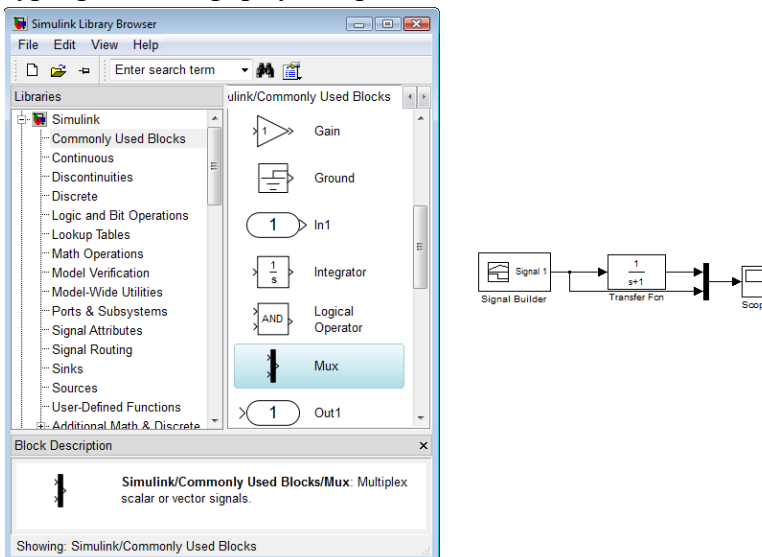 Simulink Library Browser
File Edit View Help
Enter search term
Libraries
ulink/Commonly Used Blocks
Simulink
Commonly Used Blocks
Continuous
Discontinuities
Discrete
Logic and Bit Operations
Lookup Tables
Math Operations
Model Verification
Model-Wide Utilities
Ports & Subsystems
Signal Attributes
Signal Routing
Sinks
Sources
User-Defined Functions
Additional Math & Discrete
1
Gain
Ground
1
In1
1
s
Integrator
AND
Logical
Operator
Mux
1
Out1
Block Description
Simulink/Commonly Used Blocks/Mux: Multiplex
scalar or vector signals.
Showing: Simulink/Commonly Used Blocks
Signal 1
Signal Builder
1
s+1
Transfer Fcn
Scop